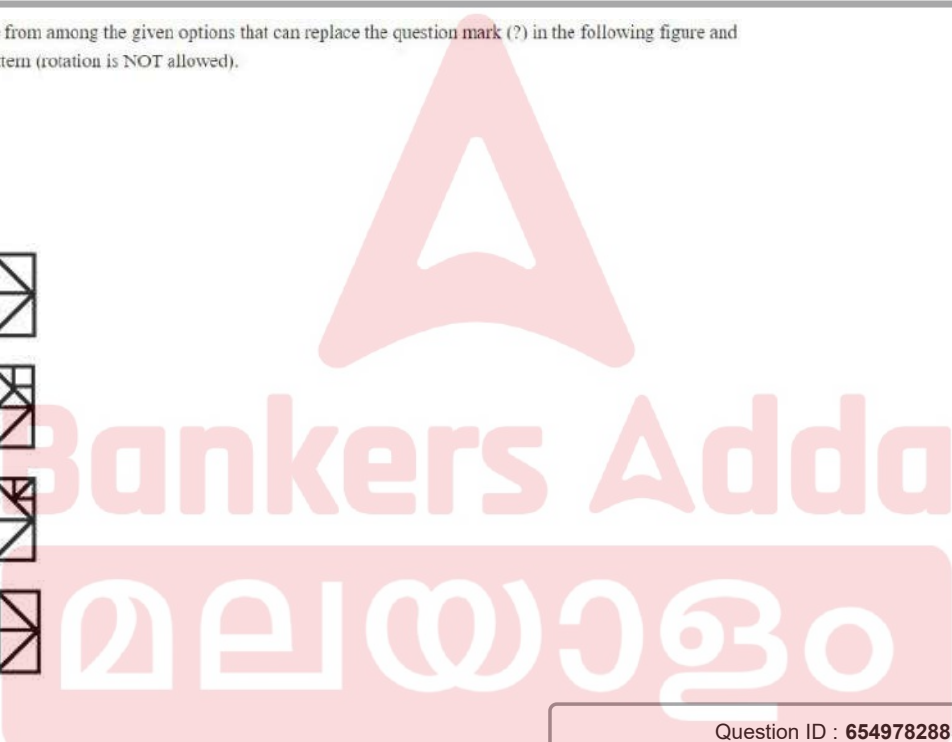 from among the given options that can replace the question mark (?) in the following figure and
tern (rotation is NOT allowed).
Bankers Adda
മലയാളം
Question ID : 654978288